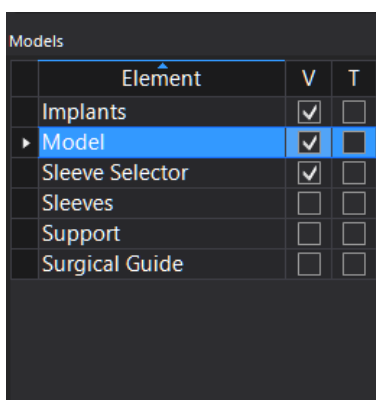 Models
Element V T
Implants
Model
Sleeve Selector
Sleeves
Support
Surgical Guide